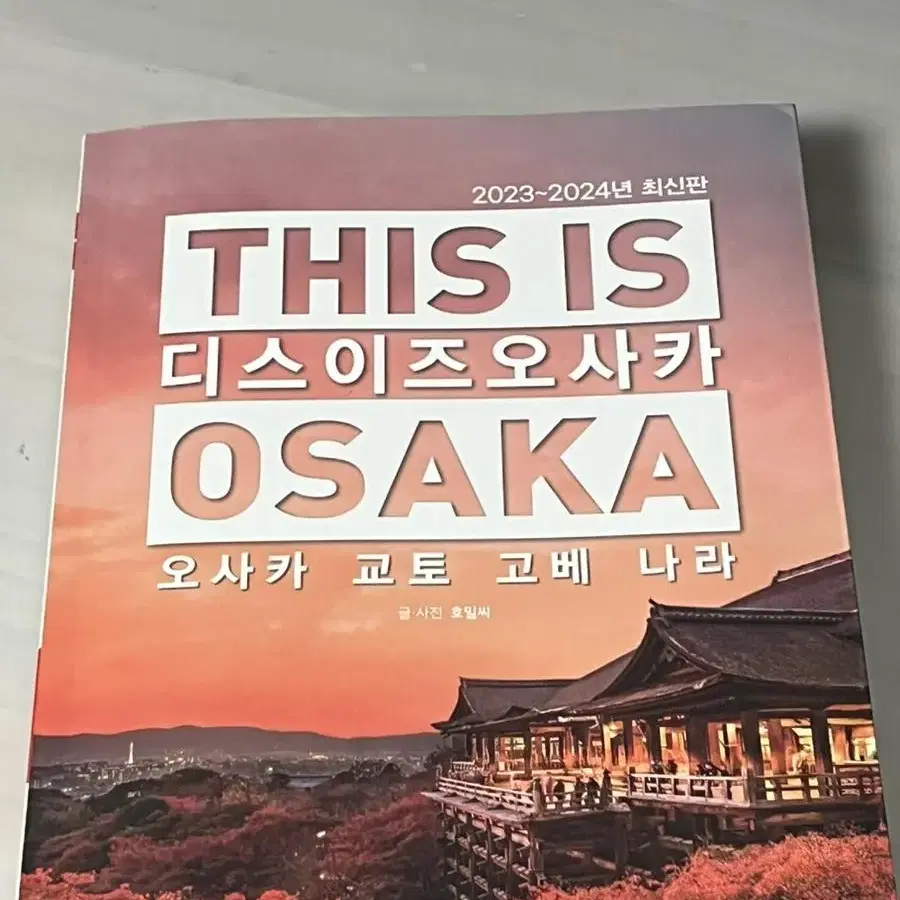 2023~2024년 최신판
THIS IS
디스이즈오사카
OSAKA
오사카 교토 고베 나라
글·사진 호밀씨